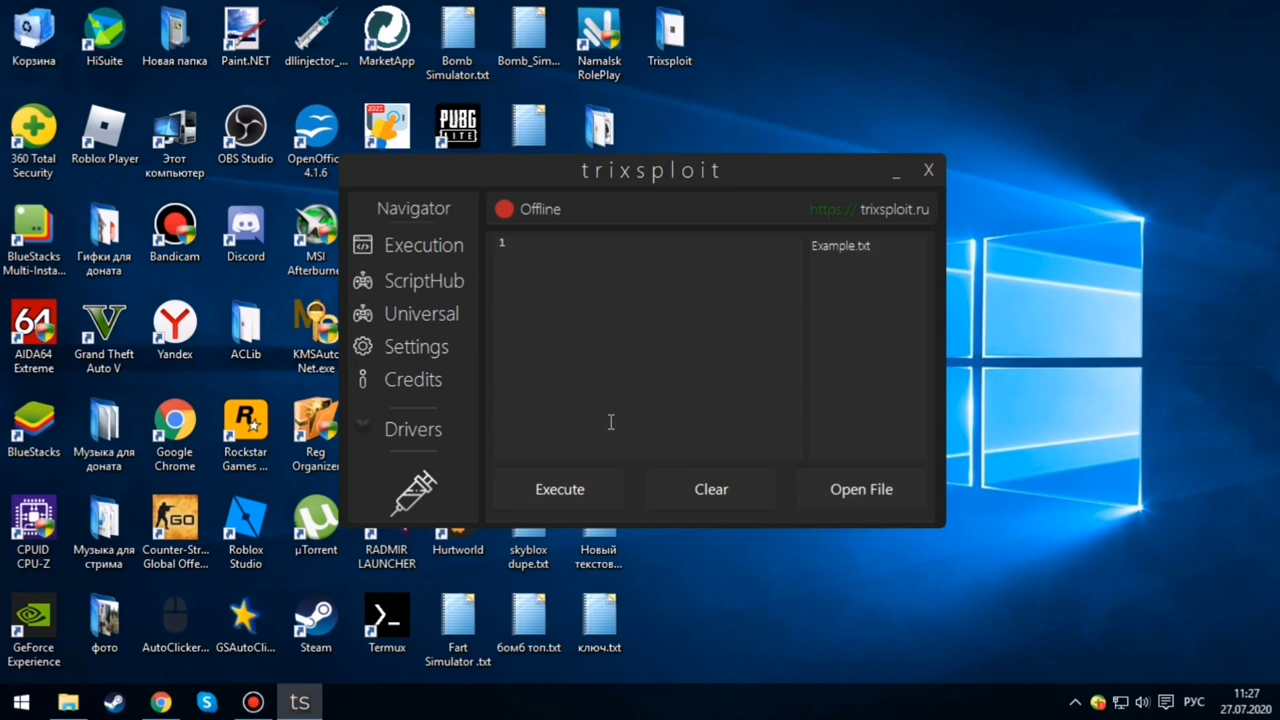 Корзина
HiSuite
Новая папка
Paint.NET
dllinjector_...
MarketApp
Bomb
Simulator.txt
Bomb_Sim...
Namalsk
RolePlay
Trixsploit
360 Total
Security
Roblox Player
Этот
компьютер
OBS Studio
OpenOffic
4.1.6
PUBG
LITE
trixsploit
_ X
Navigator
Offline
https:// trixsploit.ru
Execution
ScriptHub
Universal
Settings
Credits
Drivers
1
Example.txt
Execute
Clear
Open File
BlueStacks
Multi-Insta...
Гифки для
доната
Bandicam
Discord
MSI
Afterburne
64
AIDA64
Extreme
V
Grand Theft
Auto V
Yandex
ACLib
KMSAuto
Net.exe
BlueStacks
Музыка для
доната
Google
Chrome
Rockstar
Games ...
Reg
Organize
CPUID
CPU-Z
Музыка для
стрима
GO
Counter-Str...
Global Offe...
Roblox
Studio
µTorrent
RADMIR
LAUNCHER
Hurtworld
skyblox
dupe.txt
Новый
текстов...
GeForce
Experience
фото
AutoClicker...
GSAutoCli...
Steam
Termux
Fart
Simulator .txt
бомб топ.txt
ключ.txt
ts
РУС
11:27
27.07.2020